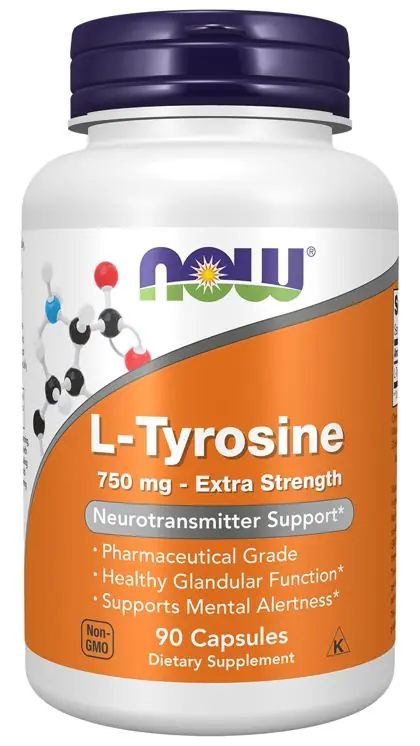 now®
L-Tyrosine
750 mg - Extra Strength
Neurotransmitter Support*
• Pharmaceutical Grade
• Healthy Glandular Function*
• Supports Mental Alertness*
90 Capsules
Dietary Supplement
Non-
GMO
K